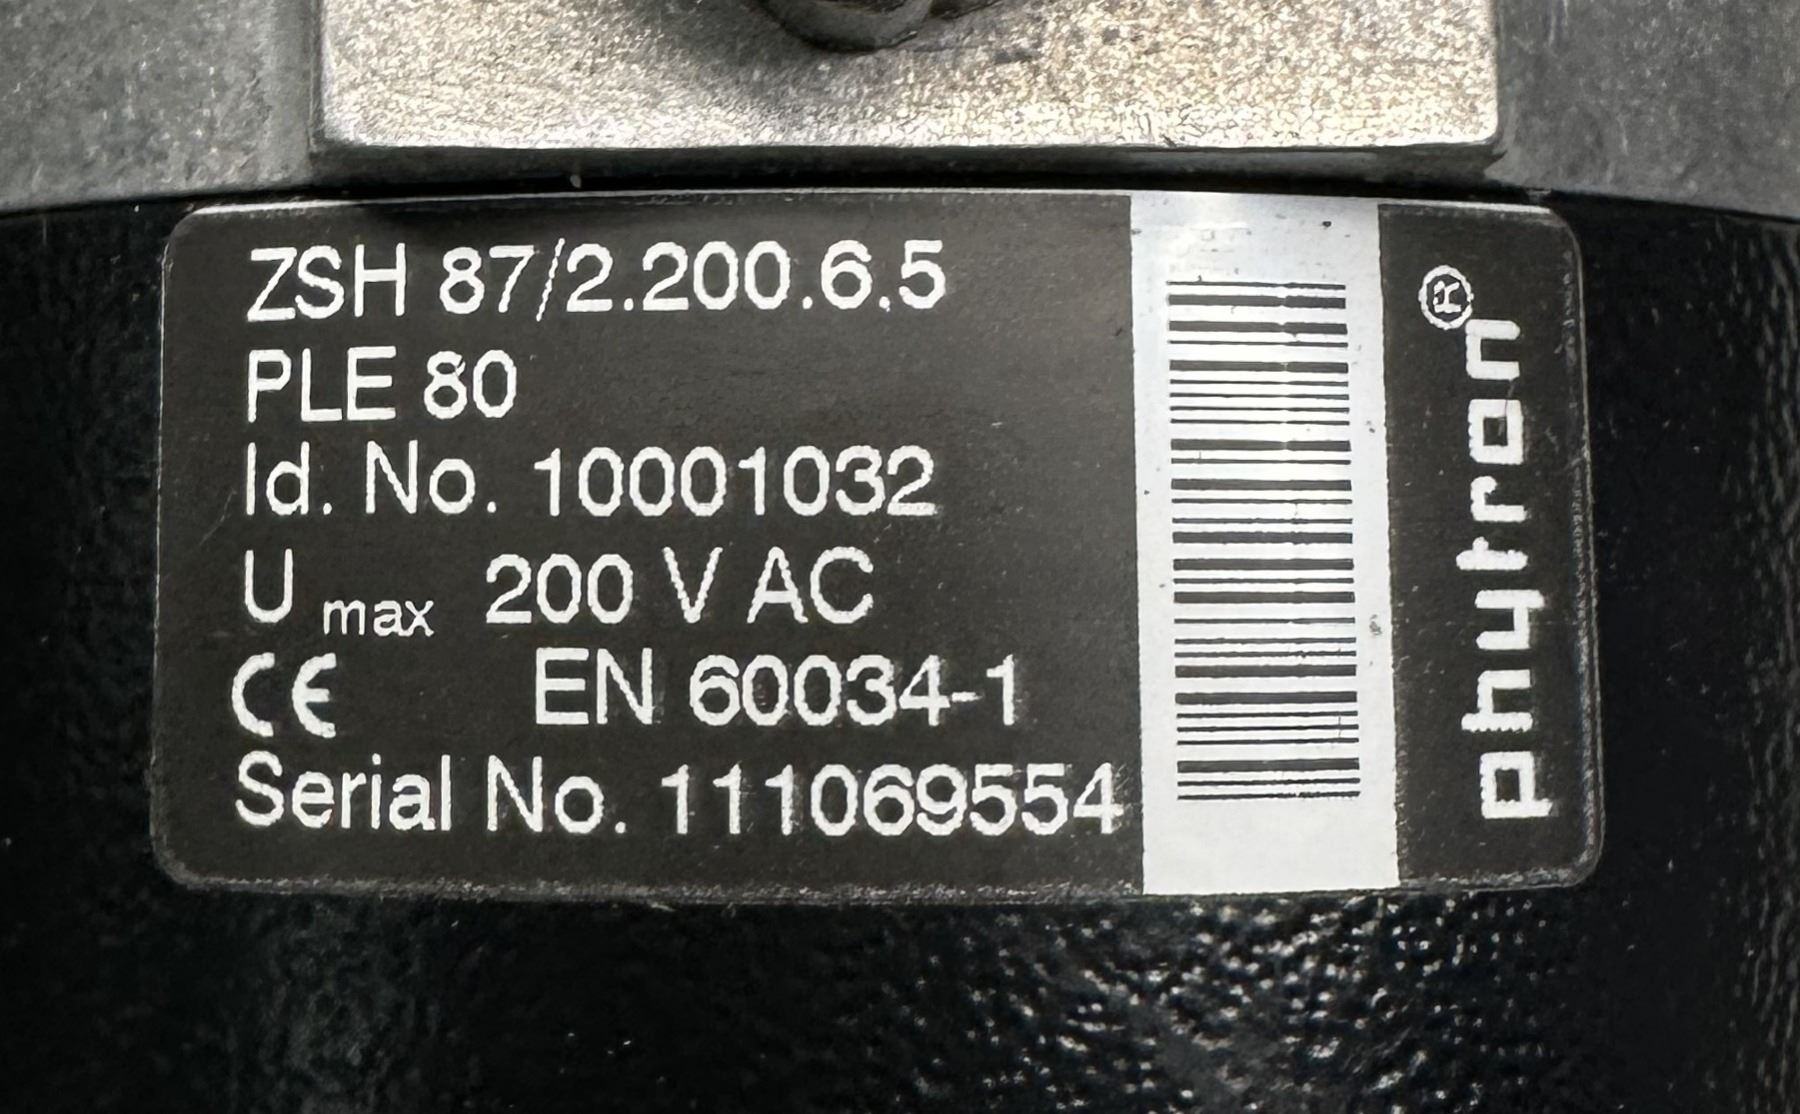 ZSH 87/2.200.6.5
PLE 80
Id. No. 10001032
U max 200 V AC
CE EN 60034-1
Serial No. 111069554
phytron®